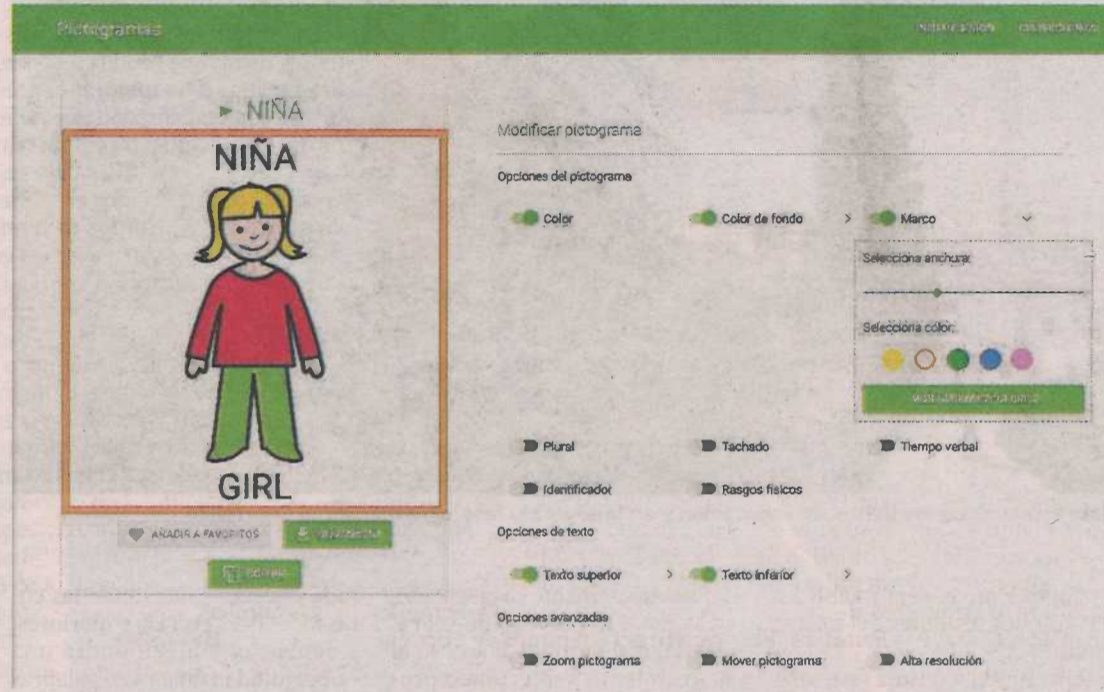 Pictogramas
▶ NIÑA
NIÑA
GIRL
AÑADIR A FAVORITOS
Modificar pictograma
Opciones del pictograma
Color
Color de fondo >
Marco
Selecciona anchura:
Selecciona color:
Plural
Tachado
Tiempo verbal
Identificador
Rasgos físicos
Opciones de texto
Texto superior >
Texto inferior >
Opciones avanzadas
Zoom pictograma
Mover pictograma
Alta resolución